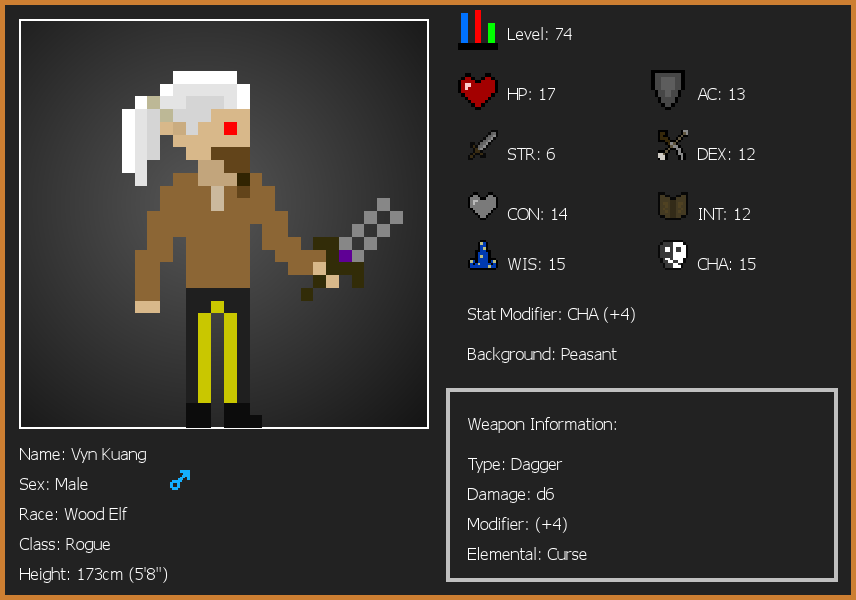 Level: 74
HP: 17
AC: 13
STR: 6
DEX: 12
CON: 14
INT: 12
WIS: 15
CHA: 15
Stat Modifier: CHA (+4)
Background: Peasant
Weapon Information:
Type: Dagger
Damage: d6
Modifier: (+4)
Elemental: Curse
Name: Vyn Kuang
Sex: Male
Race: Wood Elf
Class: Rogue
Height: 173cm (5'8")